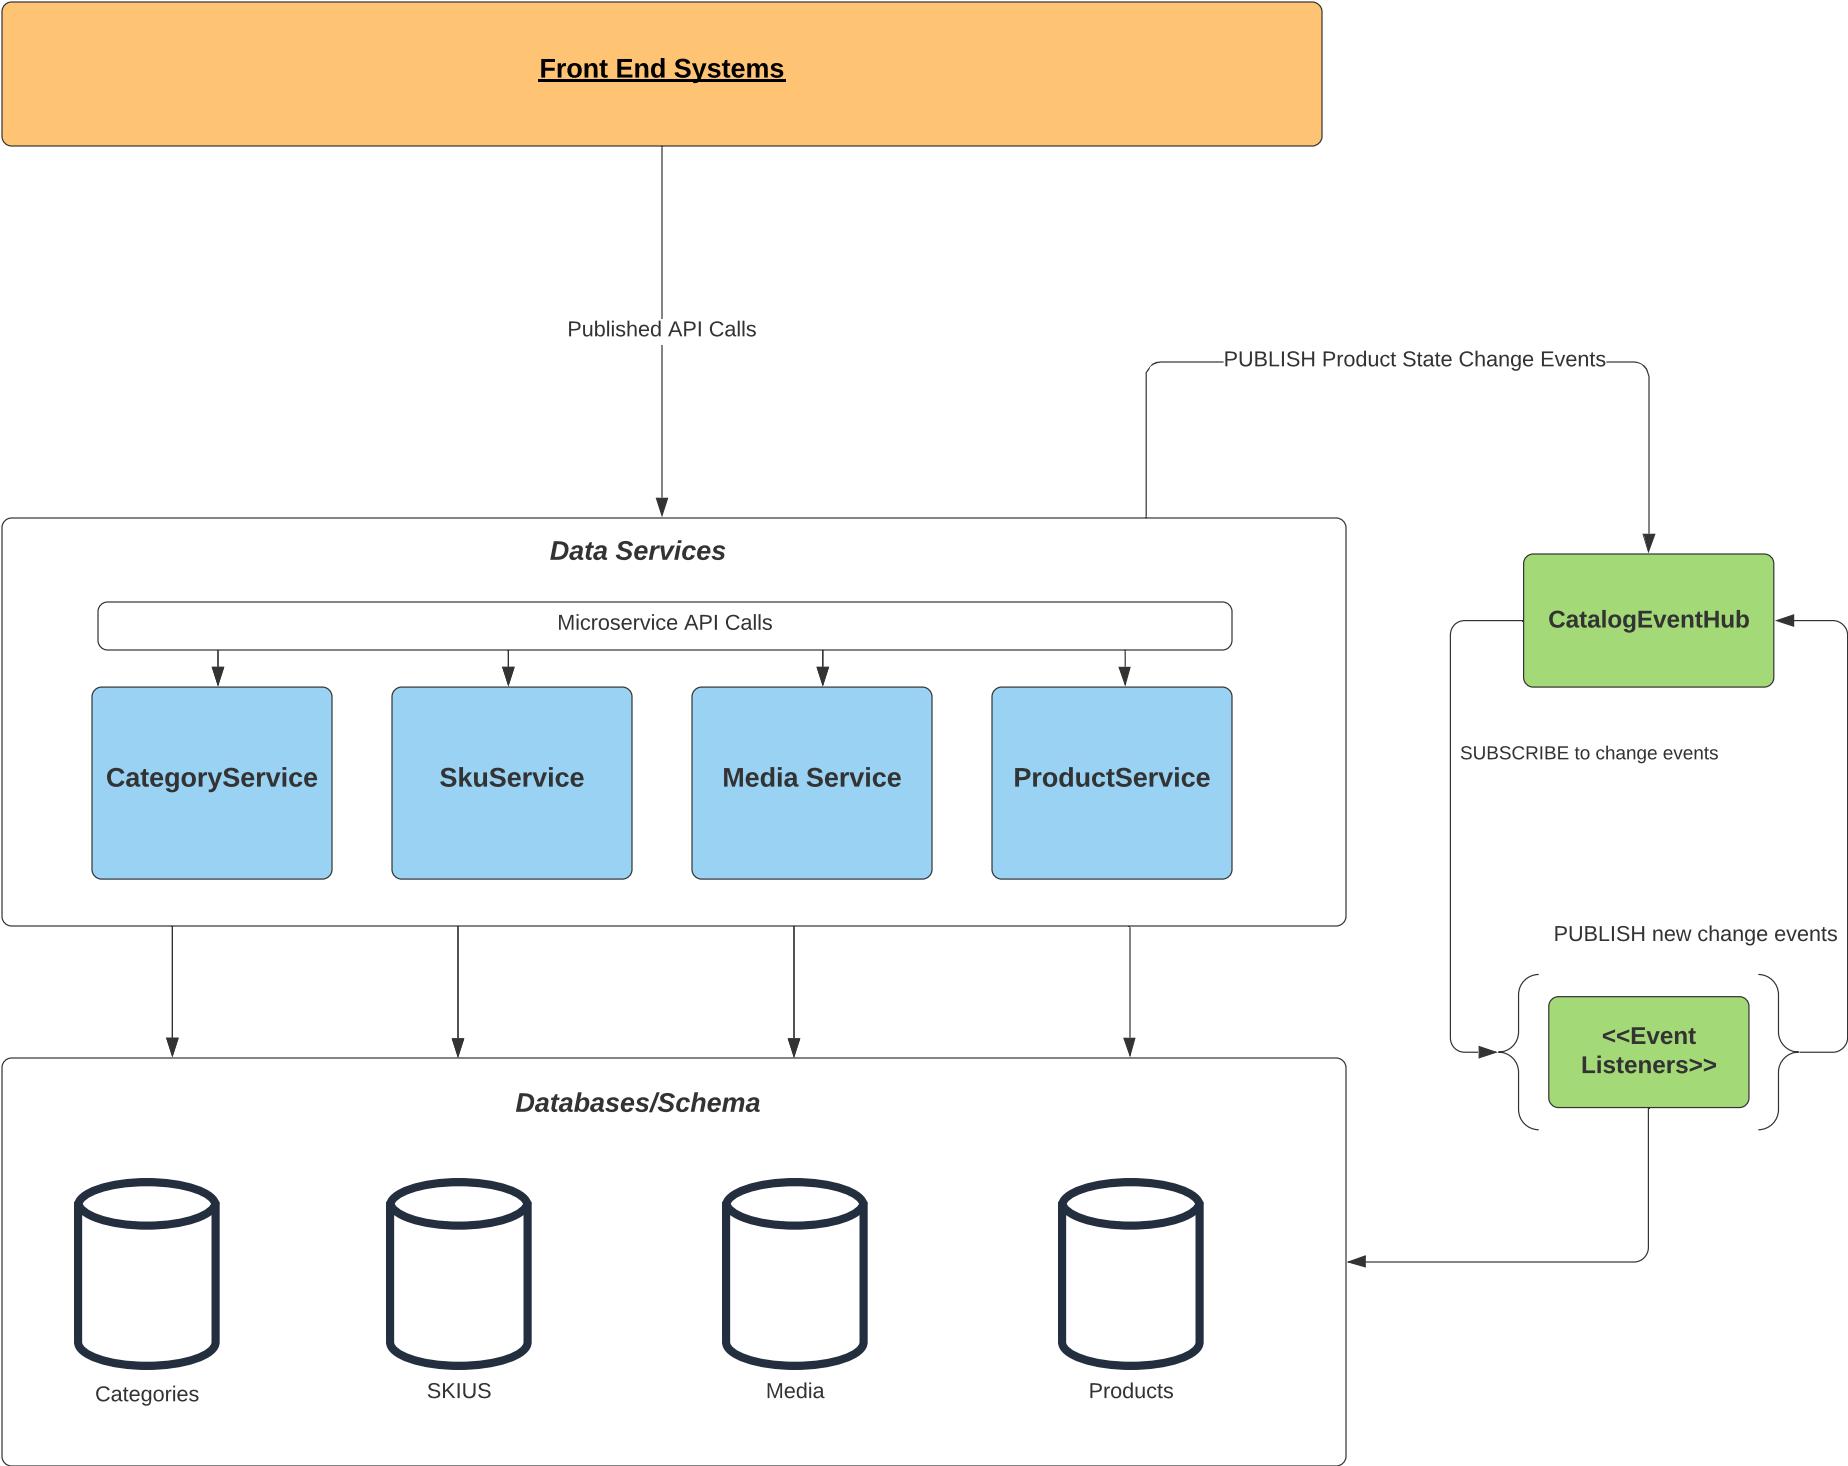 Front End Systems
Published API Calls
PUBLISH Product State Change Events
Data Services
Microservice API Calls
CatalogEventHub
CategoryService
SkuService
Media Service
ProductService
SUBSCRIBE to change events
PUBLISH new change events
<<Event
Listeners>>
Databases/Schema
Categories
SKIUS
Media
Products